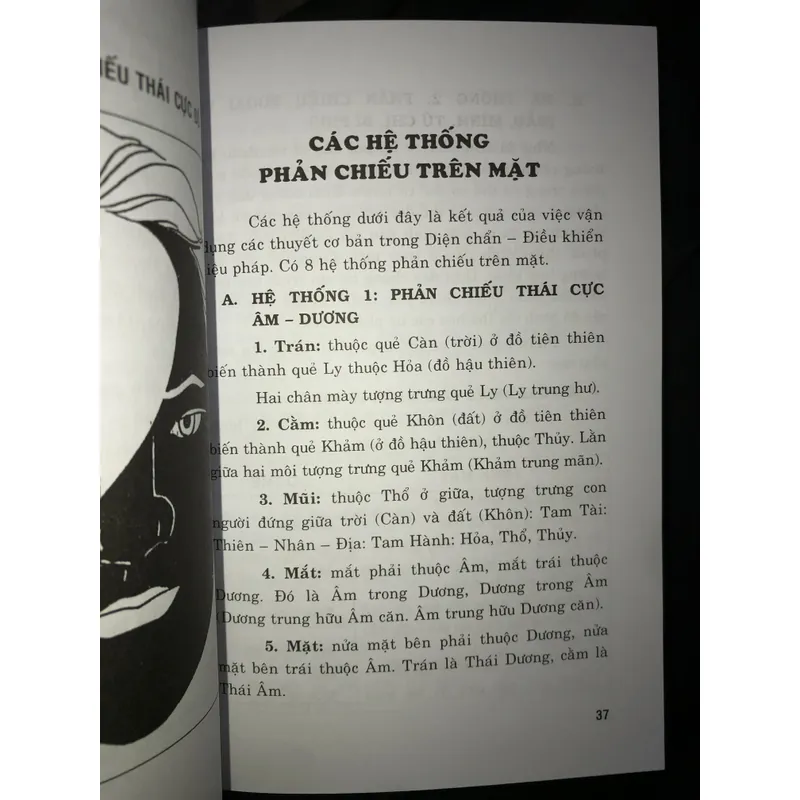 IẾU THÁI CỰC
CÁC HỆ THỐNG
PHẢN CHIẾU TRÊN MẶT
Các hệ thống dưới đây là kết quả của việc vận
dụng các thuyết cơ bản trong Diện chẩn – Điều khiển
liệu pháp. Có 8 hệ thống phản chiếu trên mặt.
A. HỆ THỐNG 1: PHẢN CHIẾU THÁI CỰC
ÂM – DƯƠNG
1. Trán: thuộc quẻ Càn (trời) ở đồ tiên thiên
biến thành quẻ Ly thuộc Hỏa (đồ hậu thiên).
Hai chân mày tượng trưng quẻ Ly (Ly trung hư).
2. Cằm: thuộc quẻ Khôn (đất) ở đồ tiên thiên
biến thành quẻ Khảm (ở đồ hậu thiên), thuộc Thủy. Lằn
giữa hai môi tượng trưng quẻ Khảm (Khảm trung mãn).
3. Mũi: thuộc Thổ ở giữa, tượng trưng con
người đứng giữa trời (Càn) và đất (Khôn): Tam Tài:
Thiên – Nhân – Địa: Tam Hành: Hỏa, Thổ, Thủy.
4. Mắt: mắt phải thuộc Âm, mắt trái thuộc
Dương. Đó là Âm trong Dương, Dương trong Âm
(Dương trung hữu Âm căn. Âm trung hữu Dương căn).
5. Mặt: nửa mặt bên phải thuộc Dương, nửa
mặt bên trái thuộc Âm. Trán là Thái Dương, cằm là
Thái Âm.
37